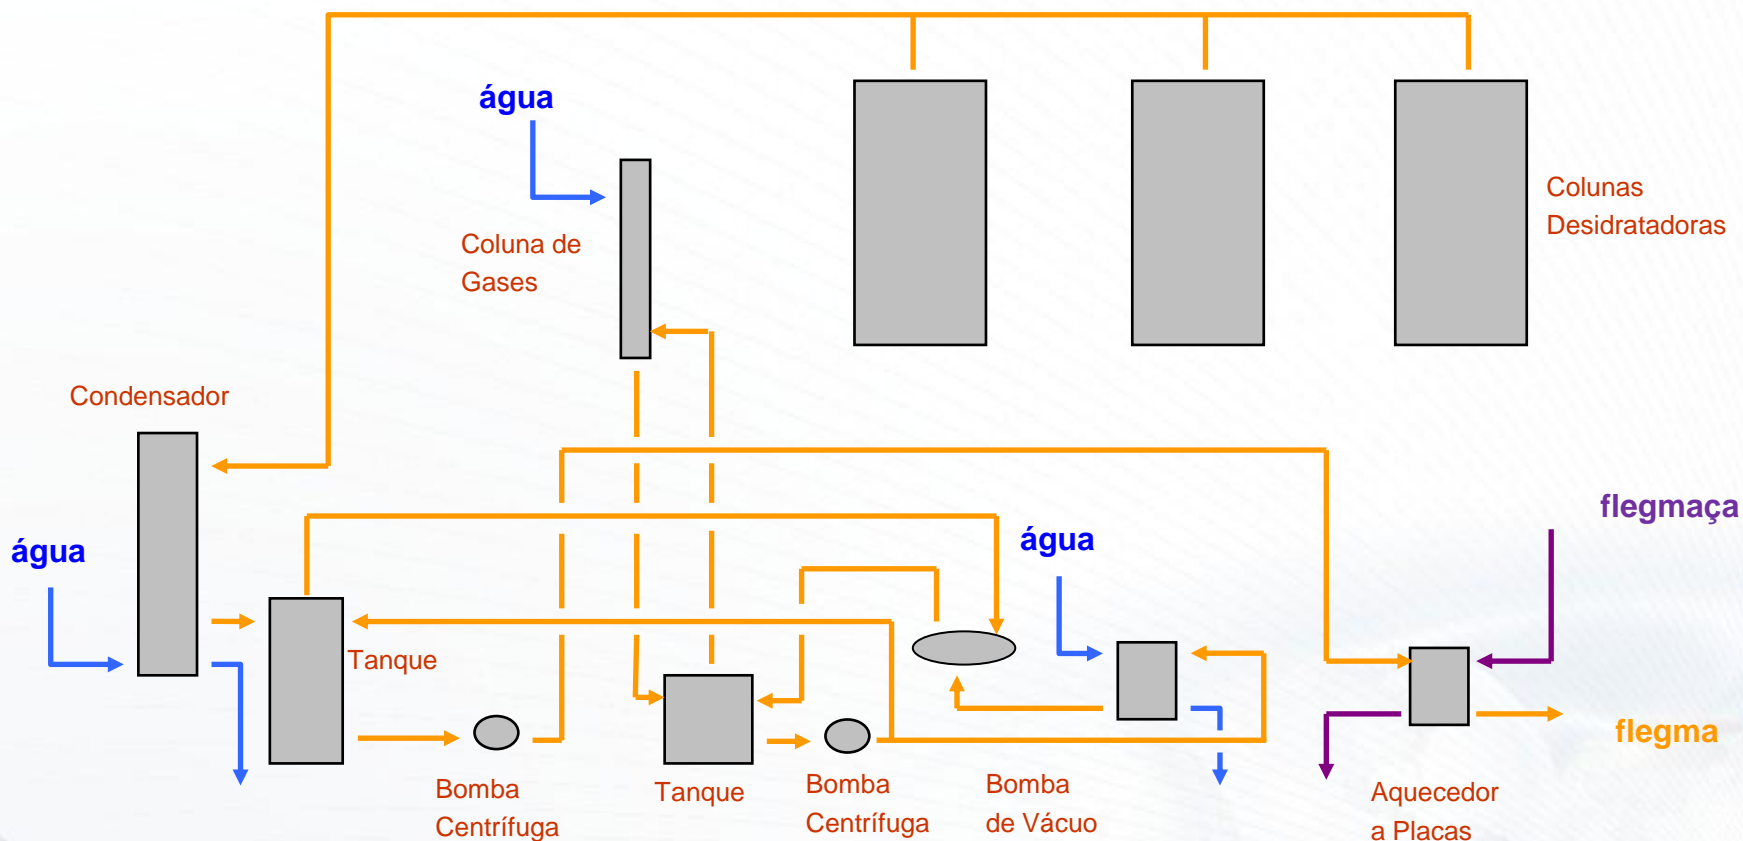 água
Colunas
Desidratadoras
Coluna de
Gases
Condensador
flegmaça
água
água
Tanque
flegma
Bomba
Centrífuga
Tanque
Bomba
Centrífuga
Bomba
de Vácuo
Aquecedor
a Placas